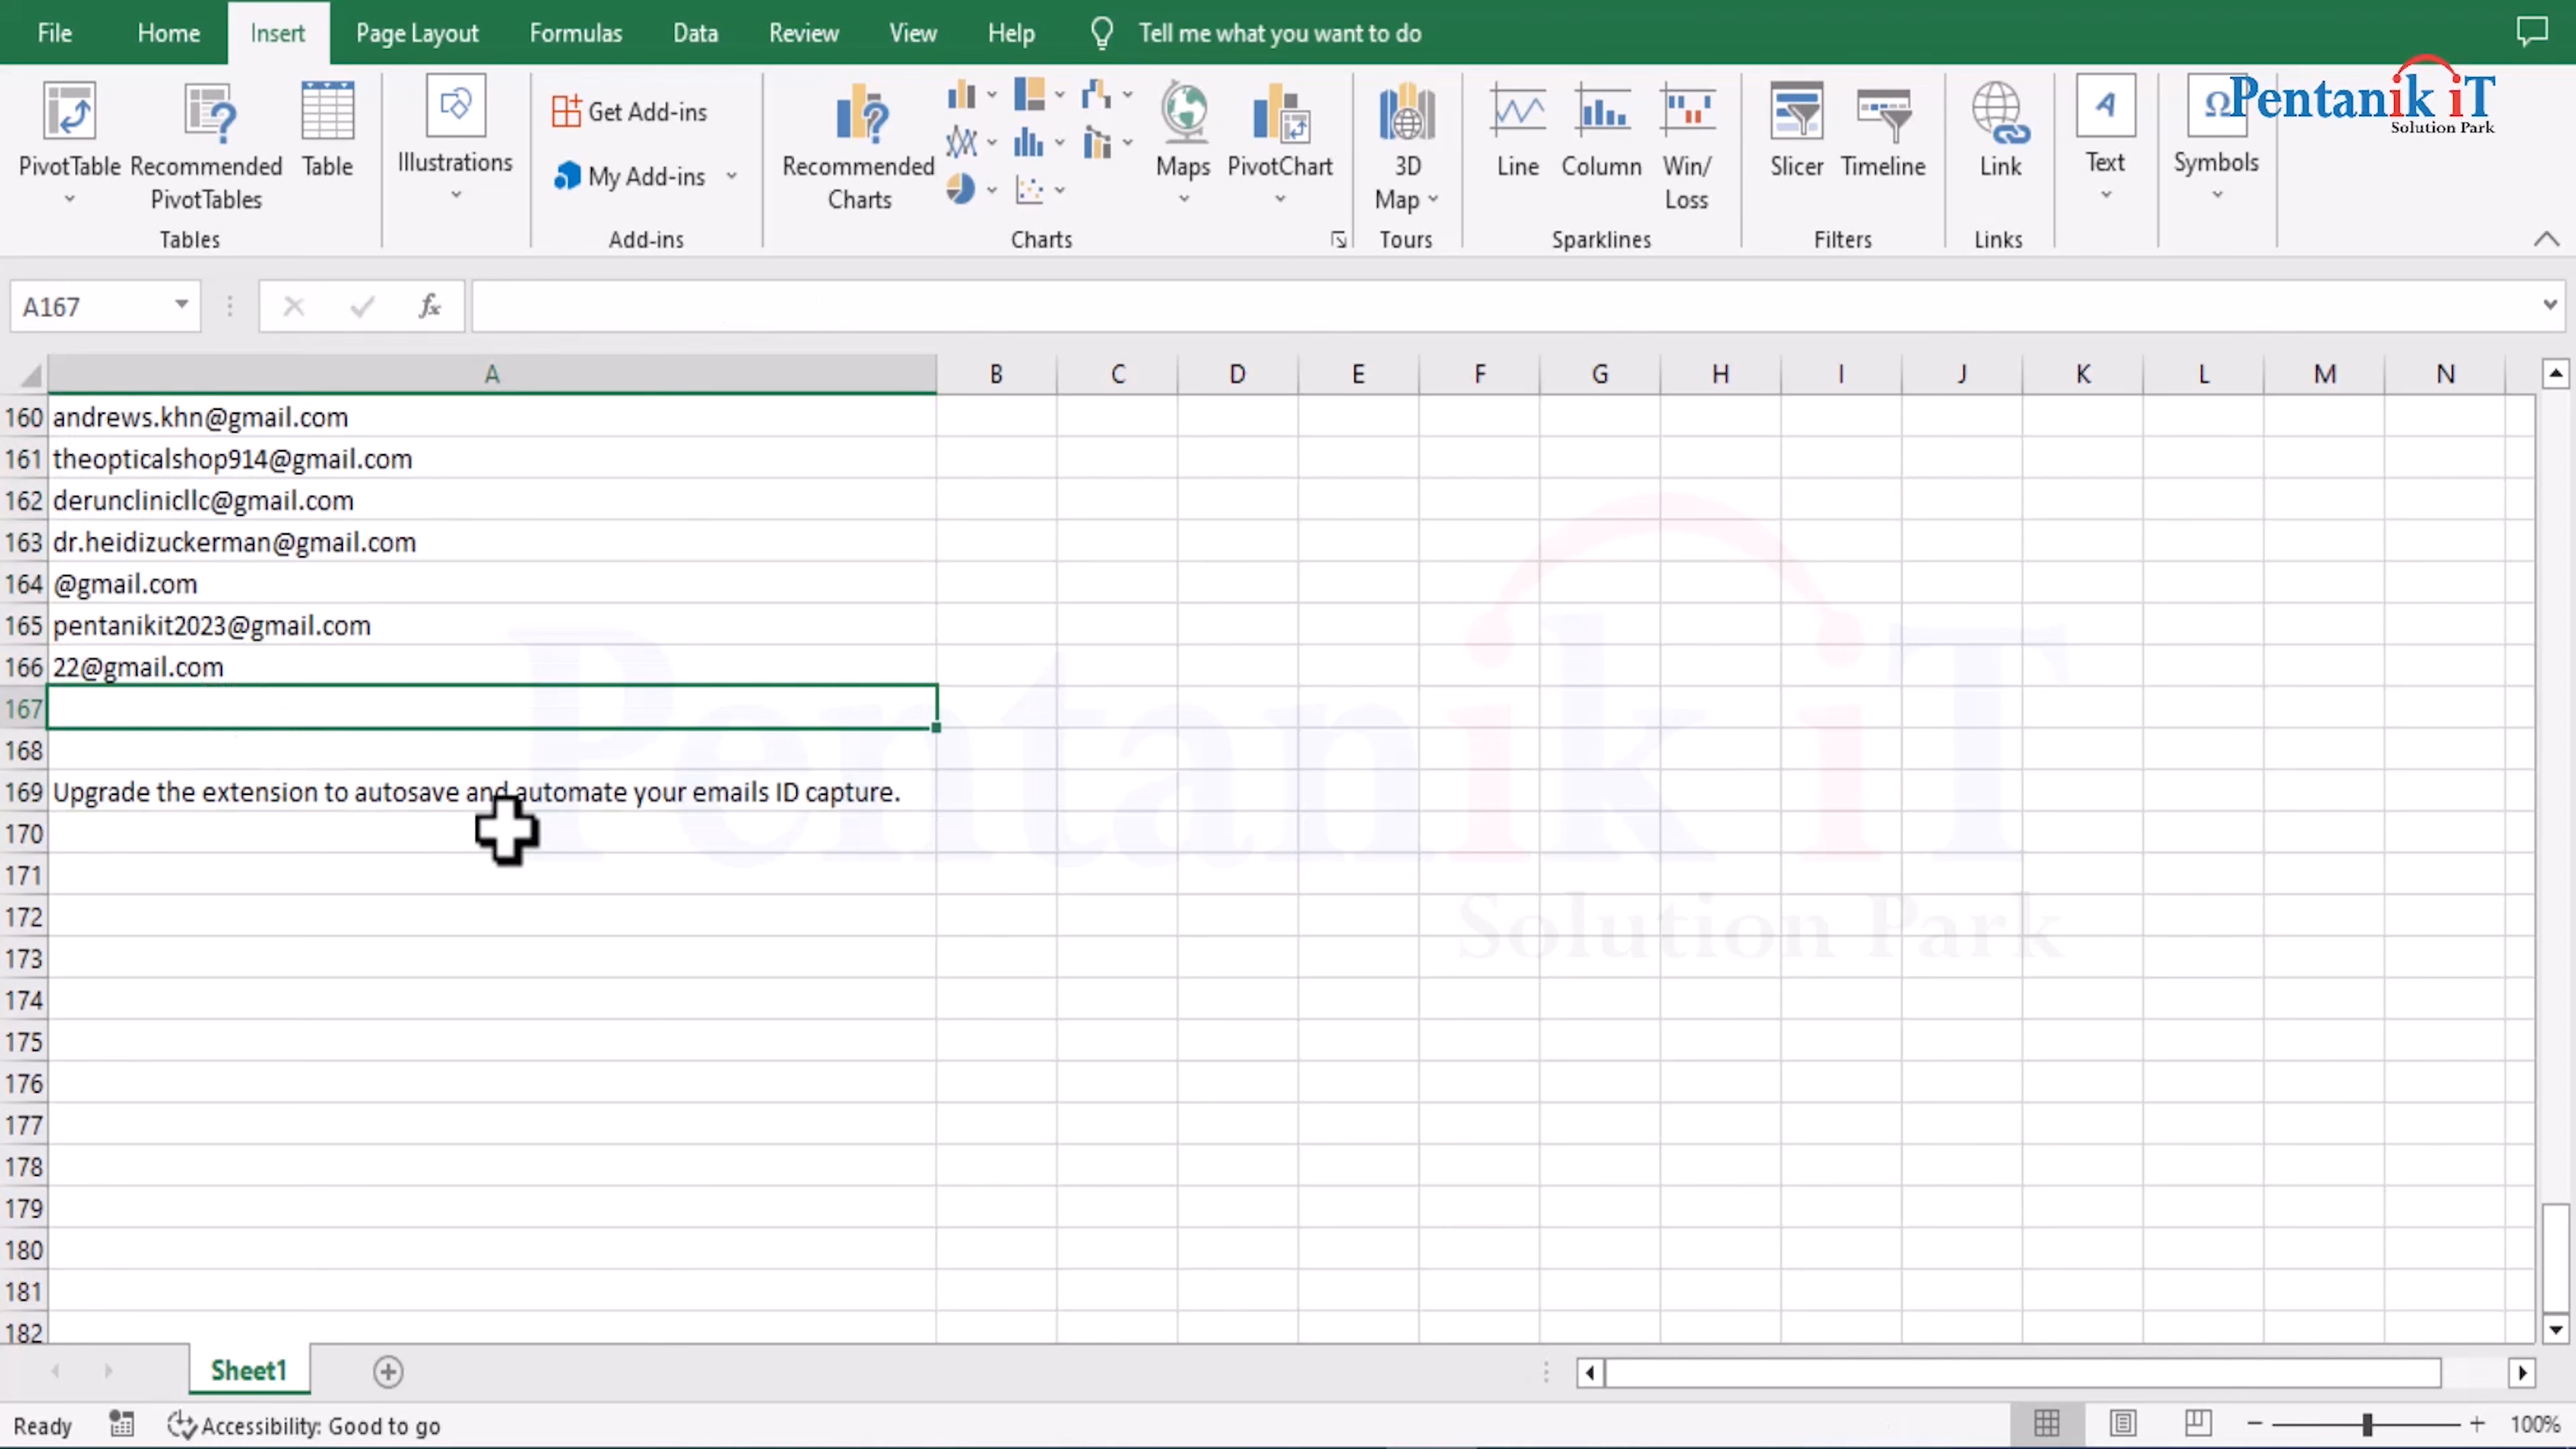 File Home Insert Page Layout Formulas Data Review View Help Tell me what you want to do
Pentanik iT
Solution Park
PivotTable
Recommended PivotTables
Table
Tables
Illustrations
Get Add-ins
My Add-ins
Add-ins
Recommended Charts
Maps
PivotChart
Charts
3D Map
Tours
Line
Column
Win/Loss
Sparklines
Slicer
Timeline
Filters
Link
Links
Text
Symbols
A167
fx
A B C D E F G H I J K L M N
160 andrews.khn@gmail.com
161 theopticalshop914@gmail.com
162 deruncliniclic@gmail.com
163 dr.heidizuckerman@gmail.com
164 @gmail.com
165 pentanikit2023@gmail.com
166 22@gmail.com
167
168
169 Upgrade the extension to autosave and automate your emails ID capture.
170
171
172
173
174
175
176
177
178
179
180
181
182
Pentanik iT
Solution Park
Sheet1
Ready Accessibility: Good to go 100%